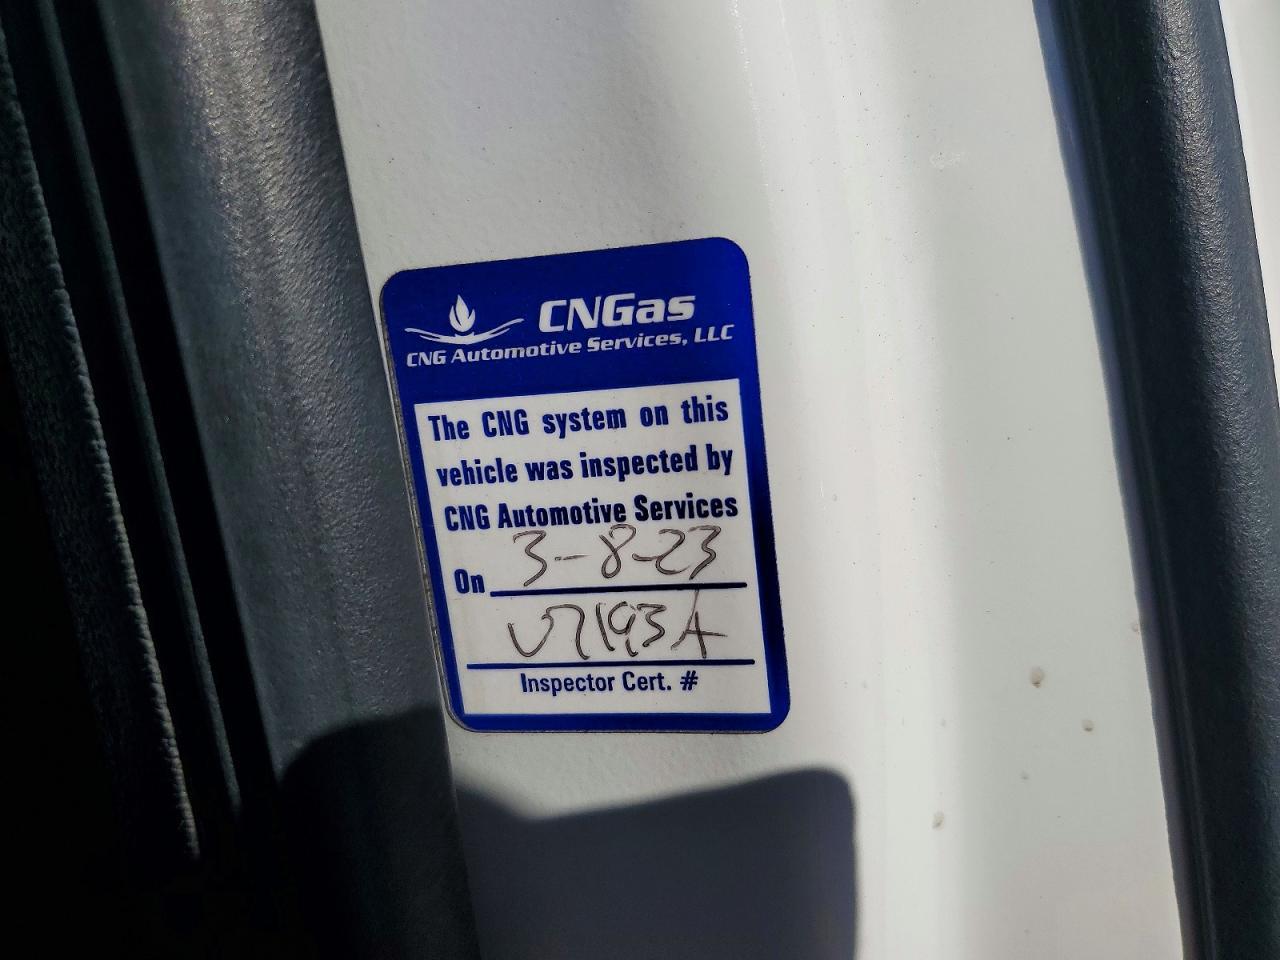 CNGas
CNG Automotive Services, LLC
The CNG system on this
vehicle was inspected by
CNG Automotive Services
On 3-8-23
Inspector Cert. #